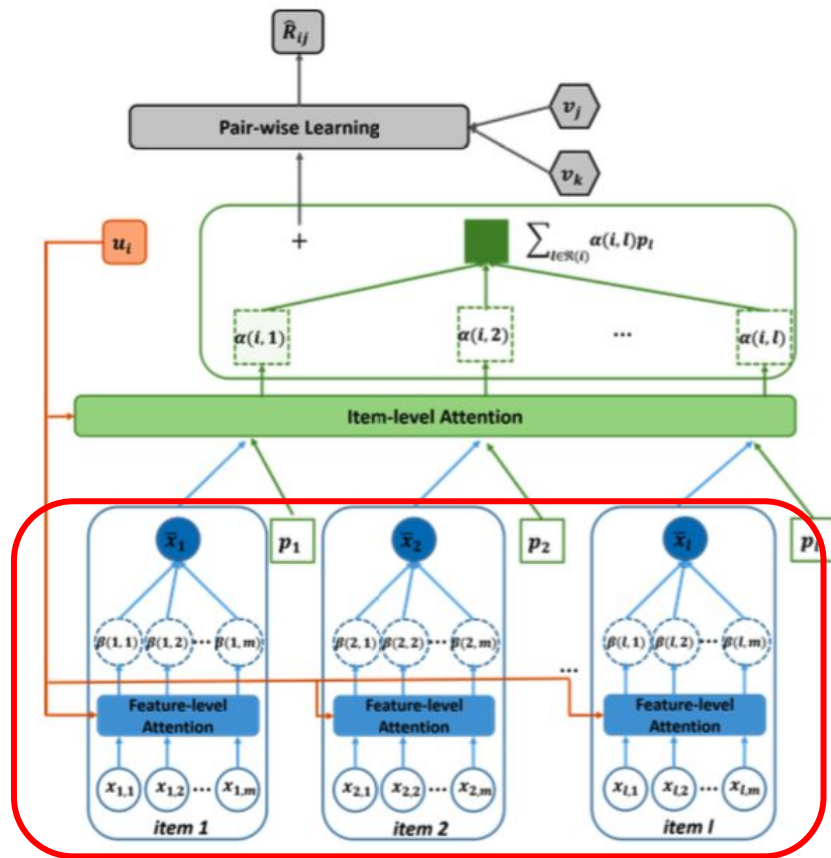 R̂ᵢⱼ
Pair-wise Learning
vⱼ
vₖ
uᵢ
+
∑_{l∈ℜ(i)} α(i,l)pₗ
α(i,1) α(i,2) ... α(i,l)
Item-level Attention
x̄₁ p₁ x̄₂ p₂ x̄ₗ pₗ
β(1,1) β(1,2) ... β(1,m) β(2,1) β(2,2) ... β(2,m) β(l,1) β(l,2) ... β(l,m)
...
Feature-level Feature-level Feature-level
Attention Attention Attention
x₁,₁ x₁,₂ ... x₁,ₘ x₂,₁ x₂,₂ ... x₂,ₘ xₗ,₁ xₗ,₂ ... xₗ,ₘ
item 1 item 2 item l